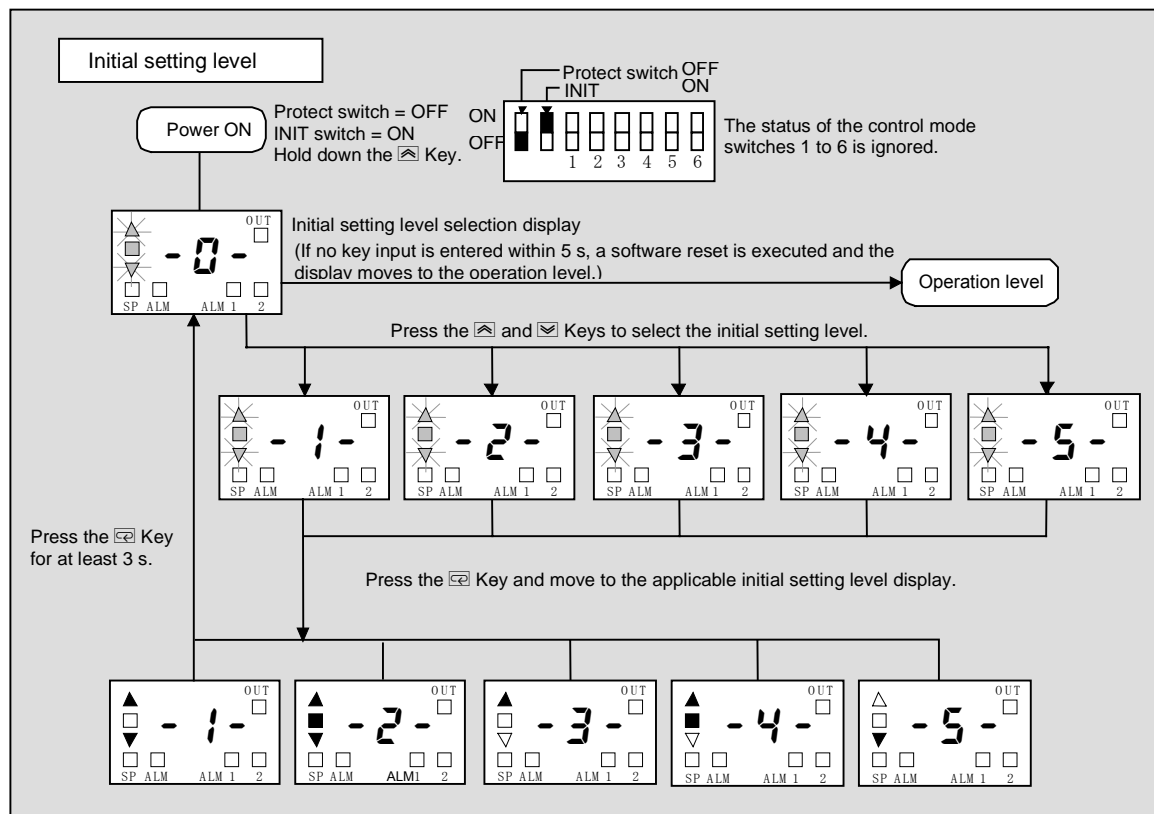 Initial setting level
Protect switch OFF
INIT ON
Power ON
Protect switch = OFF
INIT switch = ON
Hold down the Key.
ON
OFF
1 2 3 4 5 6
The status of the control mode
switches 1 to 6 is ignored.
OUT
- 0 -
SP ALM ALM 1 2
Initial setting level selection display
(If no key input is entered within 5 s, a software reset is executed and the
display moves to the operation level.)
Operation level
Press the and Keys to select the initial setting level.
OUT
- 1 -
SP ALM ALM 1 2
OUT
- 2 -
SP ALM ALM 1 2
OUT
- 3 -
SP ALM ALM 1 2
OUT
- 4 -
SP ALM ALM 1 2
OUT
- 5 -
SP ALM ALM 1 2
Press the Key
for at least 3 s.
Press the Key and move to the applicable initial setting level display.
OUT
- 1 -
SP ALM ALM 1 2
OUT
- 2 -
SP ALM ALM1 2
OUT
- 3 -
SP ALM ALM 1 2
OUT
- 4 -
SP ALM ALM 1 2
OUT
- 5 -
SP ALM ALM 1 2